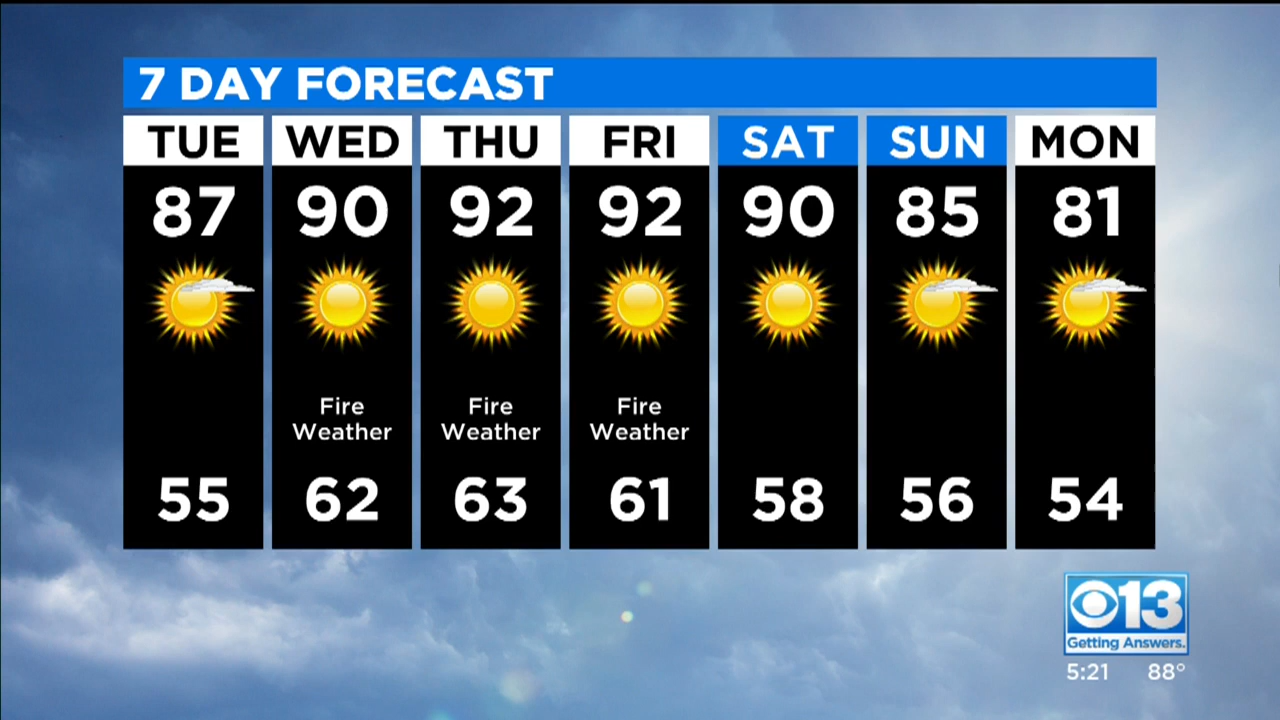 7 DAY FORECAST
TUE WED THU FRI SAT SUN MON
87 90 92 92 90 85 81
Fire Fire Fire
Weather Weather Weather
55 62 63 61 58 56 54
13
Getting Answers.
5:21 88°